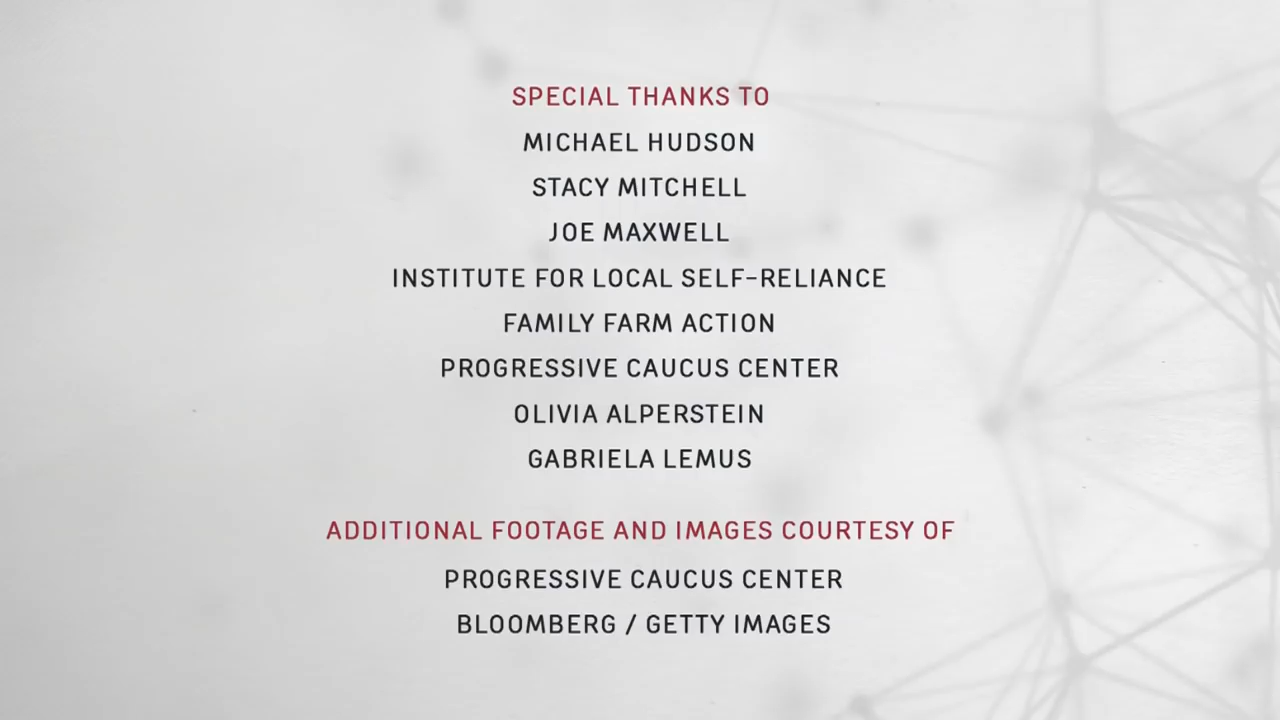 SPECIAL THANKS TO
MICHAEL HUDSON
STACY MITCHELL
JOE MAXWELL
INSTITUTE FOR LOCAL SELF-RELIANCE
FAMILY FARM ACTION
PROGRESSIVE CAUCUS CENTER
OLIVIA ALPERSTEIN
GABRIELA LEMUS
ADDITIONAL FOOTAGE AND IMAGES COURTESY OF
PROGRESSIVE CAUCUS CENTER
BLOOMBERG / GETTY IMAGES